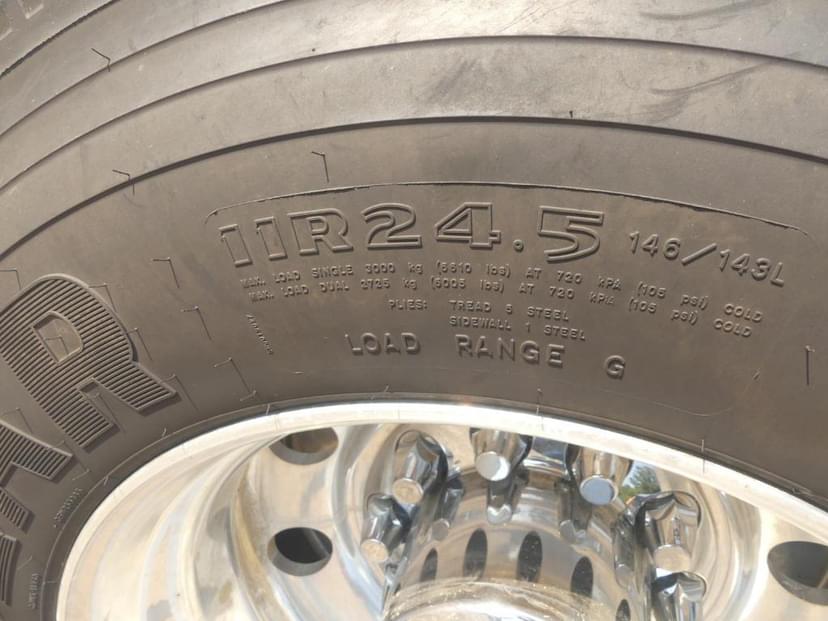 11R24.5 146/143L
MAX. LOAD SINGLE 3000 kg (6610 lbs) AT 720 kPA (105 psi) COLD
MAX. LOAD DUAL 2725 kg (6005 lbs) AT 720 kPA (105 psi) COLD
PLIES: TREAD 5 STEEL
SIDEWALL 1 STEEL
LOAD RANGE G